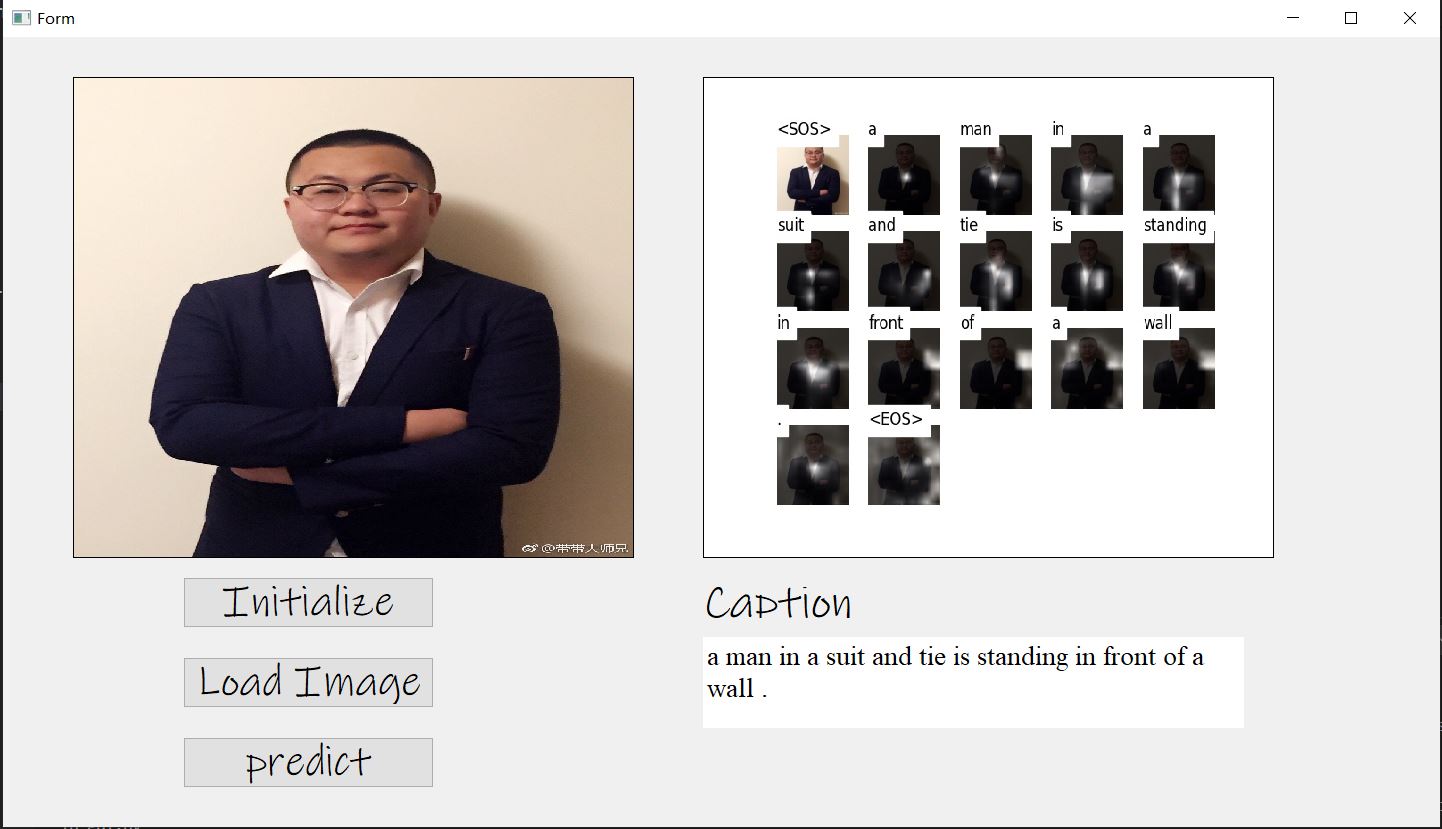 Form
@带带大师兄
<SOS> a man in a
suit and tie is standing
in front of a wall
. <EOS>
Initialize
Load Image
predict
Caption
a man in a suit and tie is standing in front of a
wall .